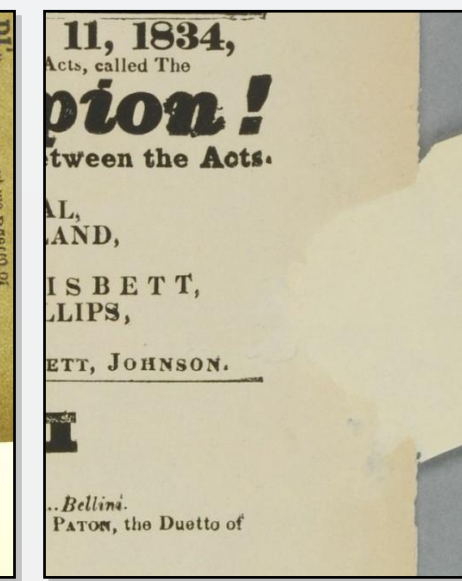 11, 1834,
Acts, called The
pion!
etween the Acts.
AL,
LAND,
ISBETT,
LLIPS,
ETT, JOHNSON.
I
..Bellini.
PATON, the Duetto of